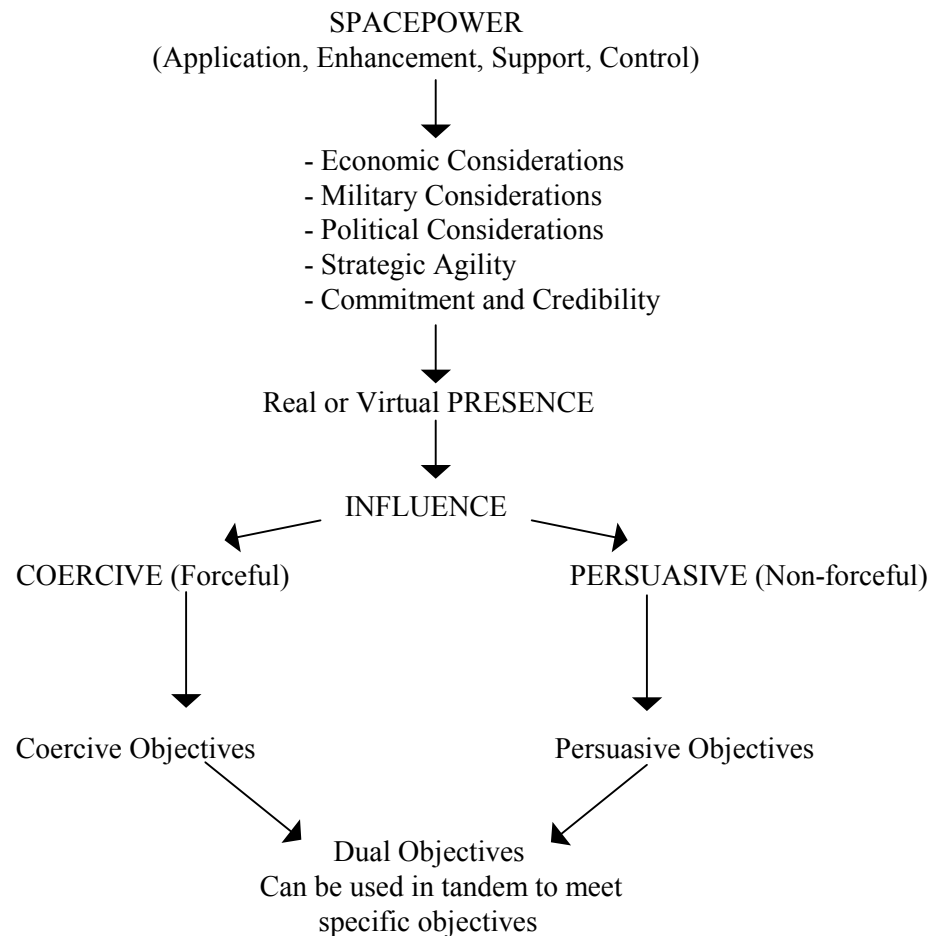 SPACEPOWER
(Application, Enhancement, Support, Control)
- Economic Considerations
- Military Considerations
- Political Considerations
- Strategic Agility
- Commitment and Credibility
Real or Virtual PRESENCE
INFLUENCE
COERCIVE (Forceful)
PERSUASIVE (Non-forceful)
Coercive Objectives
Persuasive Objectives
Dual Objectives
Can be used in tandem to meet
specific objectives